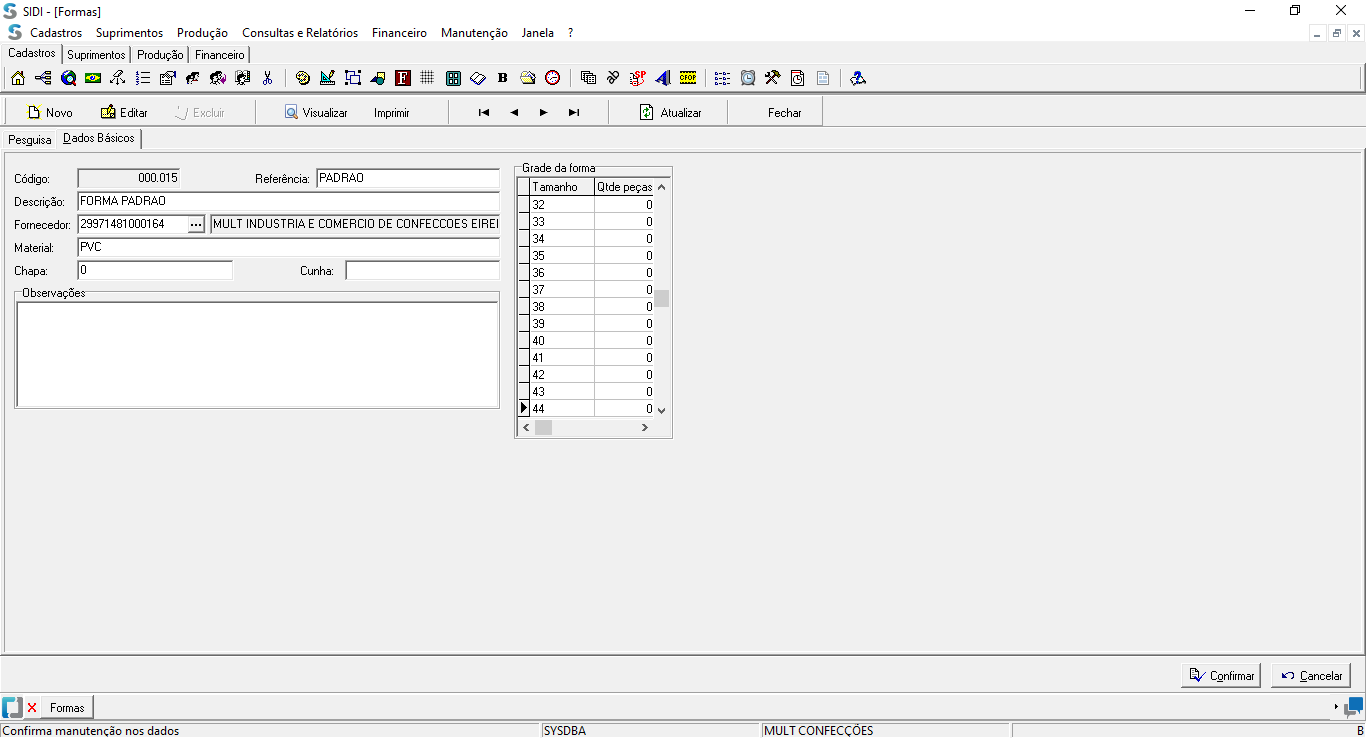 SIDI - [Formas]
Cadastros Suprimentos Produção Consultas e Relatórios Financeiro Manutenção Janela ?
Cadastros Suprimentos Produção Financeiro
F B SP CFOP
Novo Editar Excluir Visualizar Imprimir Atualizar Fechar
Pesquisa Dados Básicos
Código: 000.015 Referência: PADRAO
Descrição: FORMA PADRAO
Fornecedor: 29971481000164 ... MULT INDUSTRIA E COMERCIO DE CONFECCOES EIREI
Material: PVC
Chapa: 0 Cunha:
Observações
Grade da forma
Tamanho Qtde peças
32 0
33 0
34 0
35 0
36 0
37 0
38 0
39 0
40 0
41 0
42 0
43 0
44 0
Confirmar Cancelar
Formas
Confirma manutenção nos dados SYSDBA MULT CONFECÇÕES B